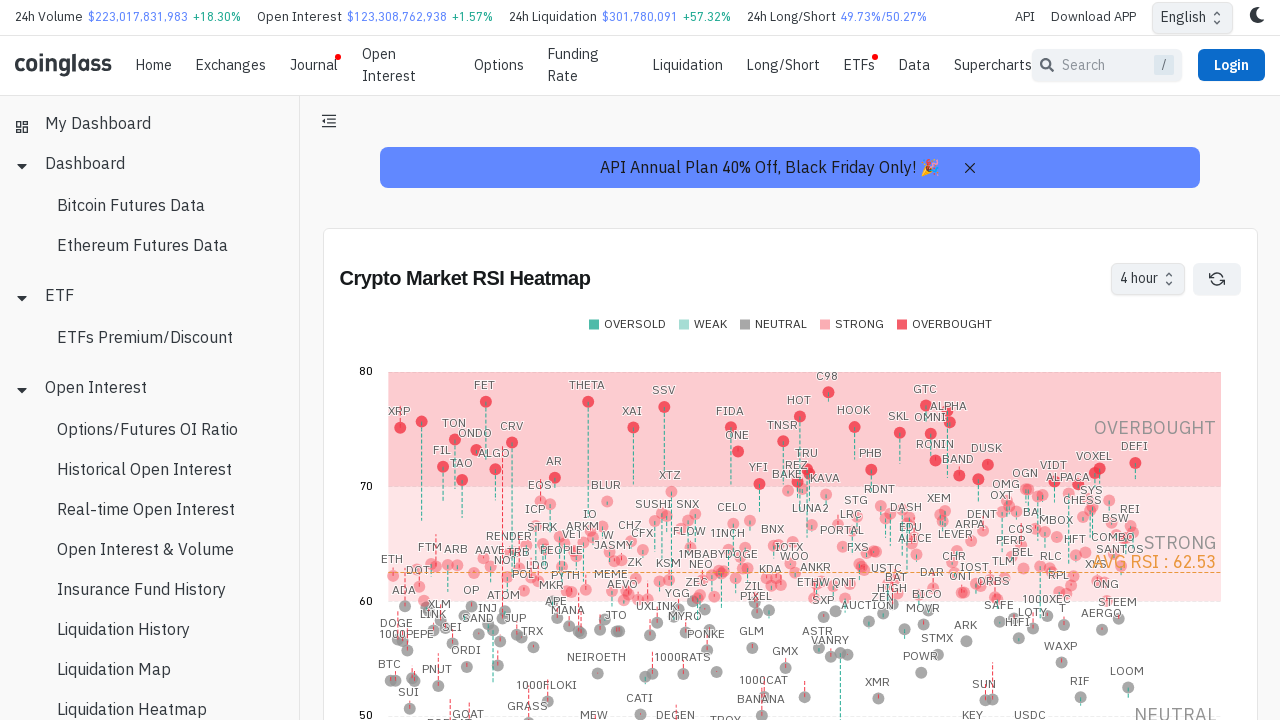 24h Volume $223,017,831,983 +18.30% Open Interest $123,308,762,938 +1.57% 24h Liquidation $301,780,091 +57.32% 24h Long/Short 49.73%/50.27% API Download APP English
coinglass Home Exchanges Journal Open Interest Options Funding Rate Liquidation Long/Short ETFs Data Supercharts Search / Login
My Dashboard
Dashboard
Bitcoin Futures Data
Ethereum Futures Data
ETF
ETFs Premium/Discount
Open Interest
Options/Futures OI Ratio
Historical Open Interest
Real-time Open Interest
Open Interest & Volume
Insurance Fund History
Liquidation History
Liquidation Map
Liquidation Heatmap
API Annual Plan 40% Off, Black Friday Only! 🎉
Crypto Market RSI Heatmap
4 hour
OVERSOLD WEAK NEUTRAL STRONG OVERBOUGHT
80
C98
FET THETA SSV GTC
HOT
XRP XAI FIDA HOOK ALPHA
TON CRV TNSR SKL OMNI
OVERBOUGHT
ONDO ONE
FIL ALGO TRU PHB RONIN DUSK DEFI
TAO AR YFI REZ BAND VOXEL
XTZ BAKE KAVA OGN VIDT ALPACA
70
EOS BLUR RDNT OMG SYS
ICP SUSHI SNX CELO LUNA2 STG DASH XEM OXT CHESS
STRK IO LRC DENT BAL REI
ARKM CHZ FLOW 1INCH BNX PORTAL EDU ARPA MBOX BSW
RENDER VET W CFX ALICE LEVER COS HFT COMBO
STRONG
FTM ARB AAVE TRB PEOPLE JASMY 1MBABYDOGE IOTX FXS PERP SANTOS
ETH LDO ZK KSM NEO WOO CHR BEL RLC
AVG RSI : 62.53
DOT POL PYTH MEME KDA ANKR USTC DAR IOST TLM RPL
ADA OP MKR AEVO ZEC ZIL BAT ONT ORBS ONG
ATOM YGG PIXEL HIGH BICO
60
XLM INJ APE UXLINK SXP AUCTION MOVR SAFE 1000XEC STEEM
LINK SAND SUP MANA STO MYRO LOTY AERGO
DOGE SEI TRX PONKE GLM ASTR ARK HIFI
1000PEPE VANRY STMX
ORDI NEIROETH 1000RATS GMX POWR WAXP
BTC PNUT LOOM
SUI 1000FLOKI 1000CAT XMR SUN RIF
GRASS CATI BANANA
GOAT MEW DEGEN KEY USDC
50
NEUTRAL